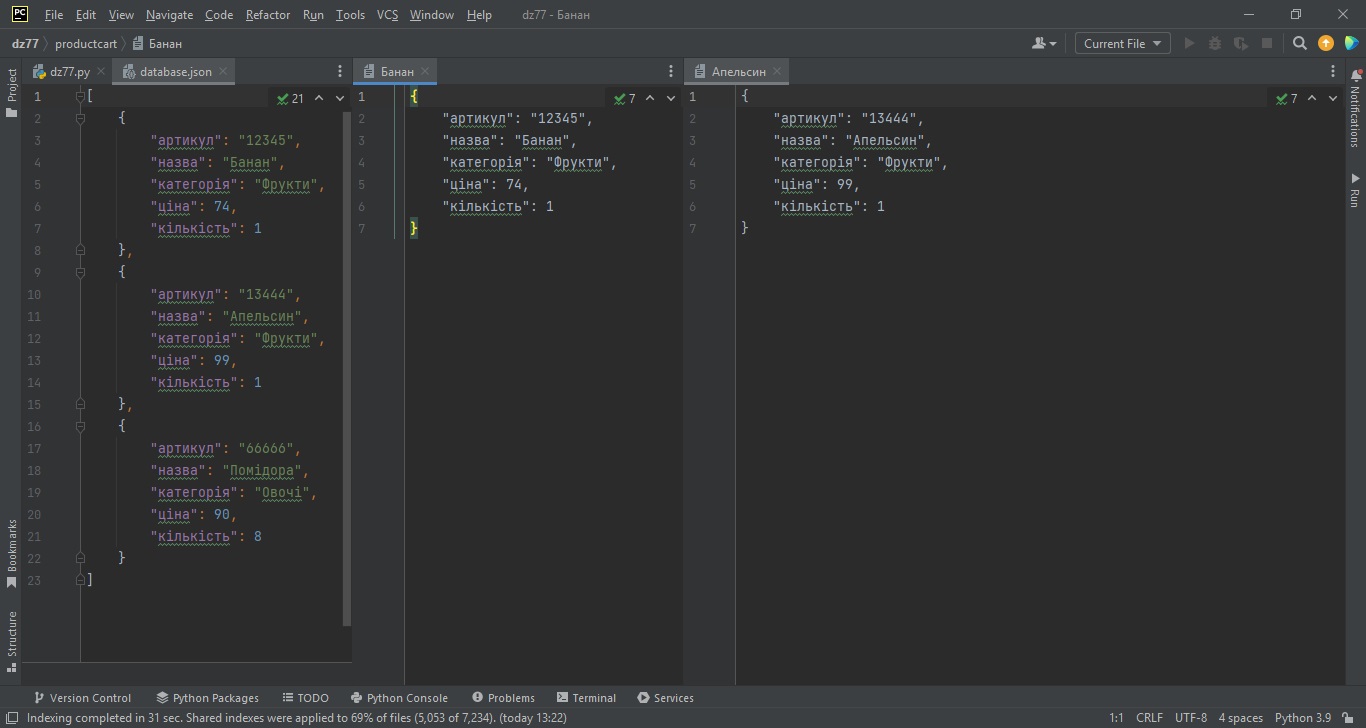 PC File Edit View Navigate Code Refactor Run Tools VCS Window Help dz77 - Банан
dz77 productcart Банан Current File
dz77.py database.json Банан Апельсин
Project
Bookmarks
Structure
1 [ 21
2 {
3 "артикул": "12345",
4 "назва": "Банан",
5 "категорія": "Фрукти",
6 "ціна": 74,
7 "кількість": 1
8 },
9 {
10 "артикул": "13444",
11 "назва": "Апельсин",
12 "категорія": "Фрукти",
13 "ціна": 99,
14 "кількість": 1
15 },
16 {
17 "артикул": "66666",
18 "назва": "Помідора",
19 "категорія": "Овочі",
20 "ціна": 90,
21 "кількість": 8
22 }
23 ]
1 { 7
2 "артикул": "12345",
3 "назва": "Банан",
4 "категорія": "Фрукти",
5 "ціна": 74,
6 "кількість": 1
7 }
1 { 7
2 "артикул": "13444",
3 "назва": "Апельсин",
4 "категорія": "Фрукти",
5 "ціна": 99,
6 "кількість": 1
7 }
Notifications
Run
Version Control Python Packages TODO Python Console Problems Terminal Services
Indexing completed in 31 sec. Shared indexes were applied to 69% of files (5,053 of 7,234). (today 13:22) 1:1 CRLF UTF-8 4 spaces Python 3.9